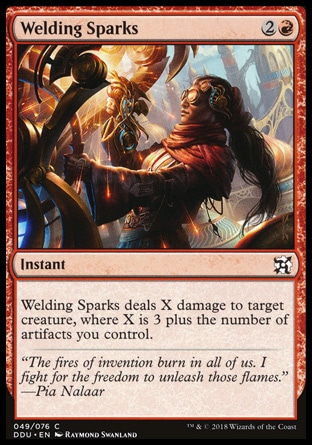 Welding Sparks 2
Instant
Welding Sparks deals X damage to target
creature, where X is 3 plus the number of
artifacts you control.
“The fires of invention burn in all of us. I
fight for the freedom to unleash those flames.”
—Pia Nalaar
049/076 C
DDU • EN Raymond Swanland
™ & © 2018 Wizards of the Coast